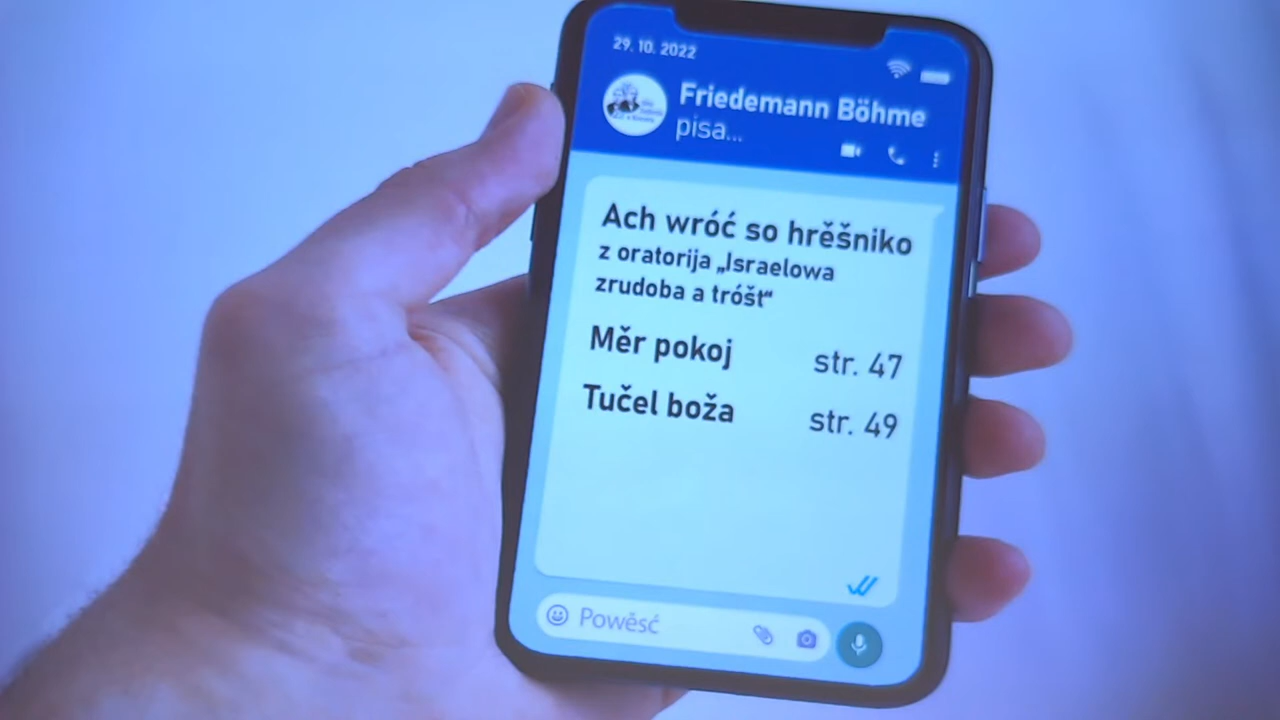 29. 10. 2022
Friedemann Böhme
pisa...
Ach wróć so hrěšniko
z oratorija „Israelowa
zrudoba a tróšt“
Měr pokoj str. 47
Tučel boža str. 49
Powěsć